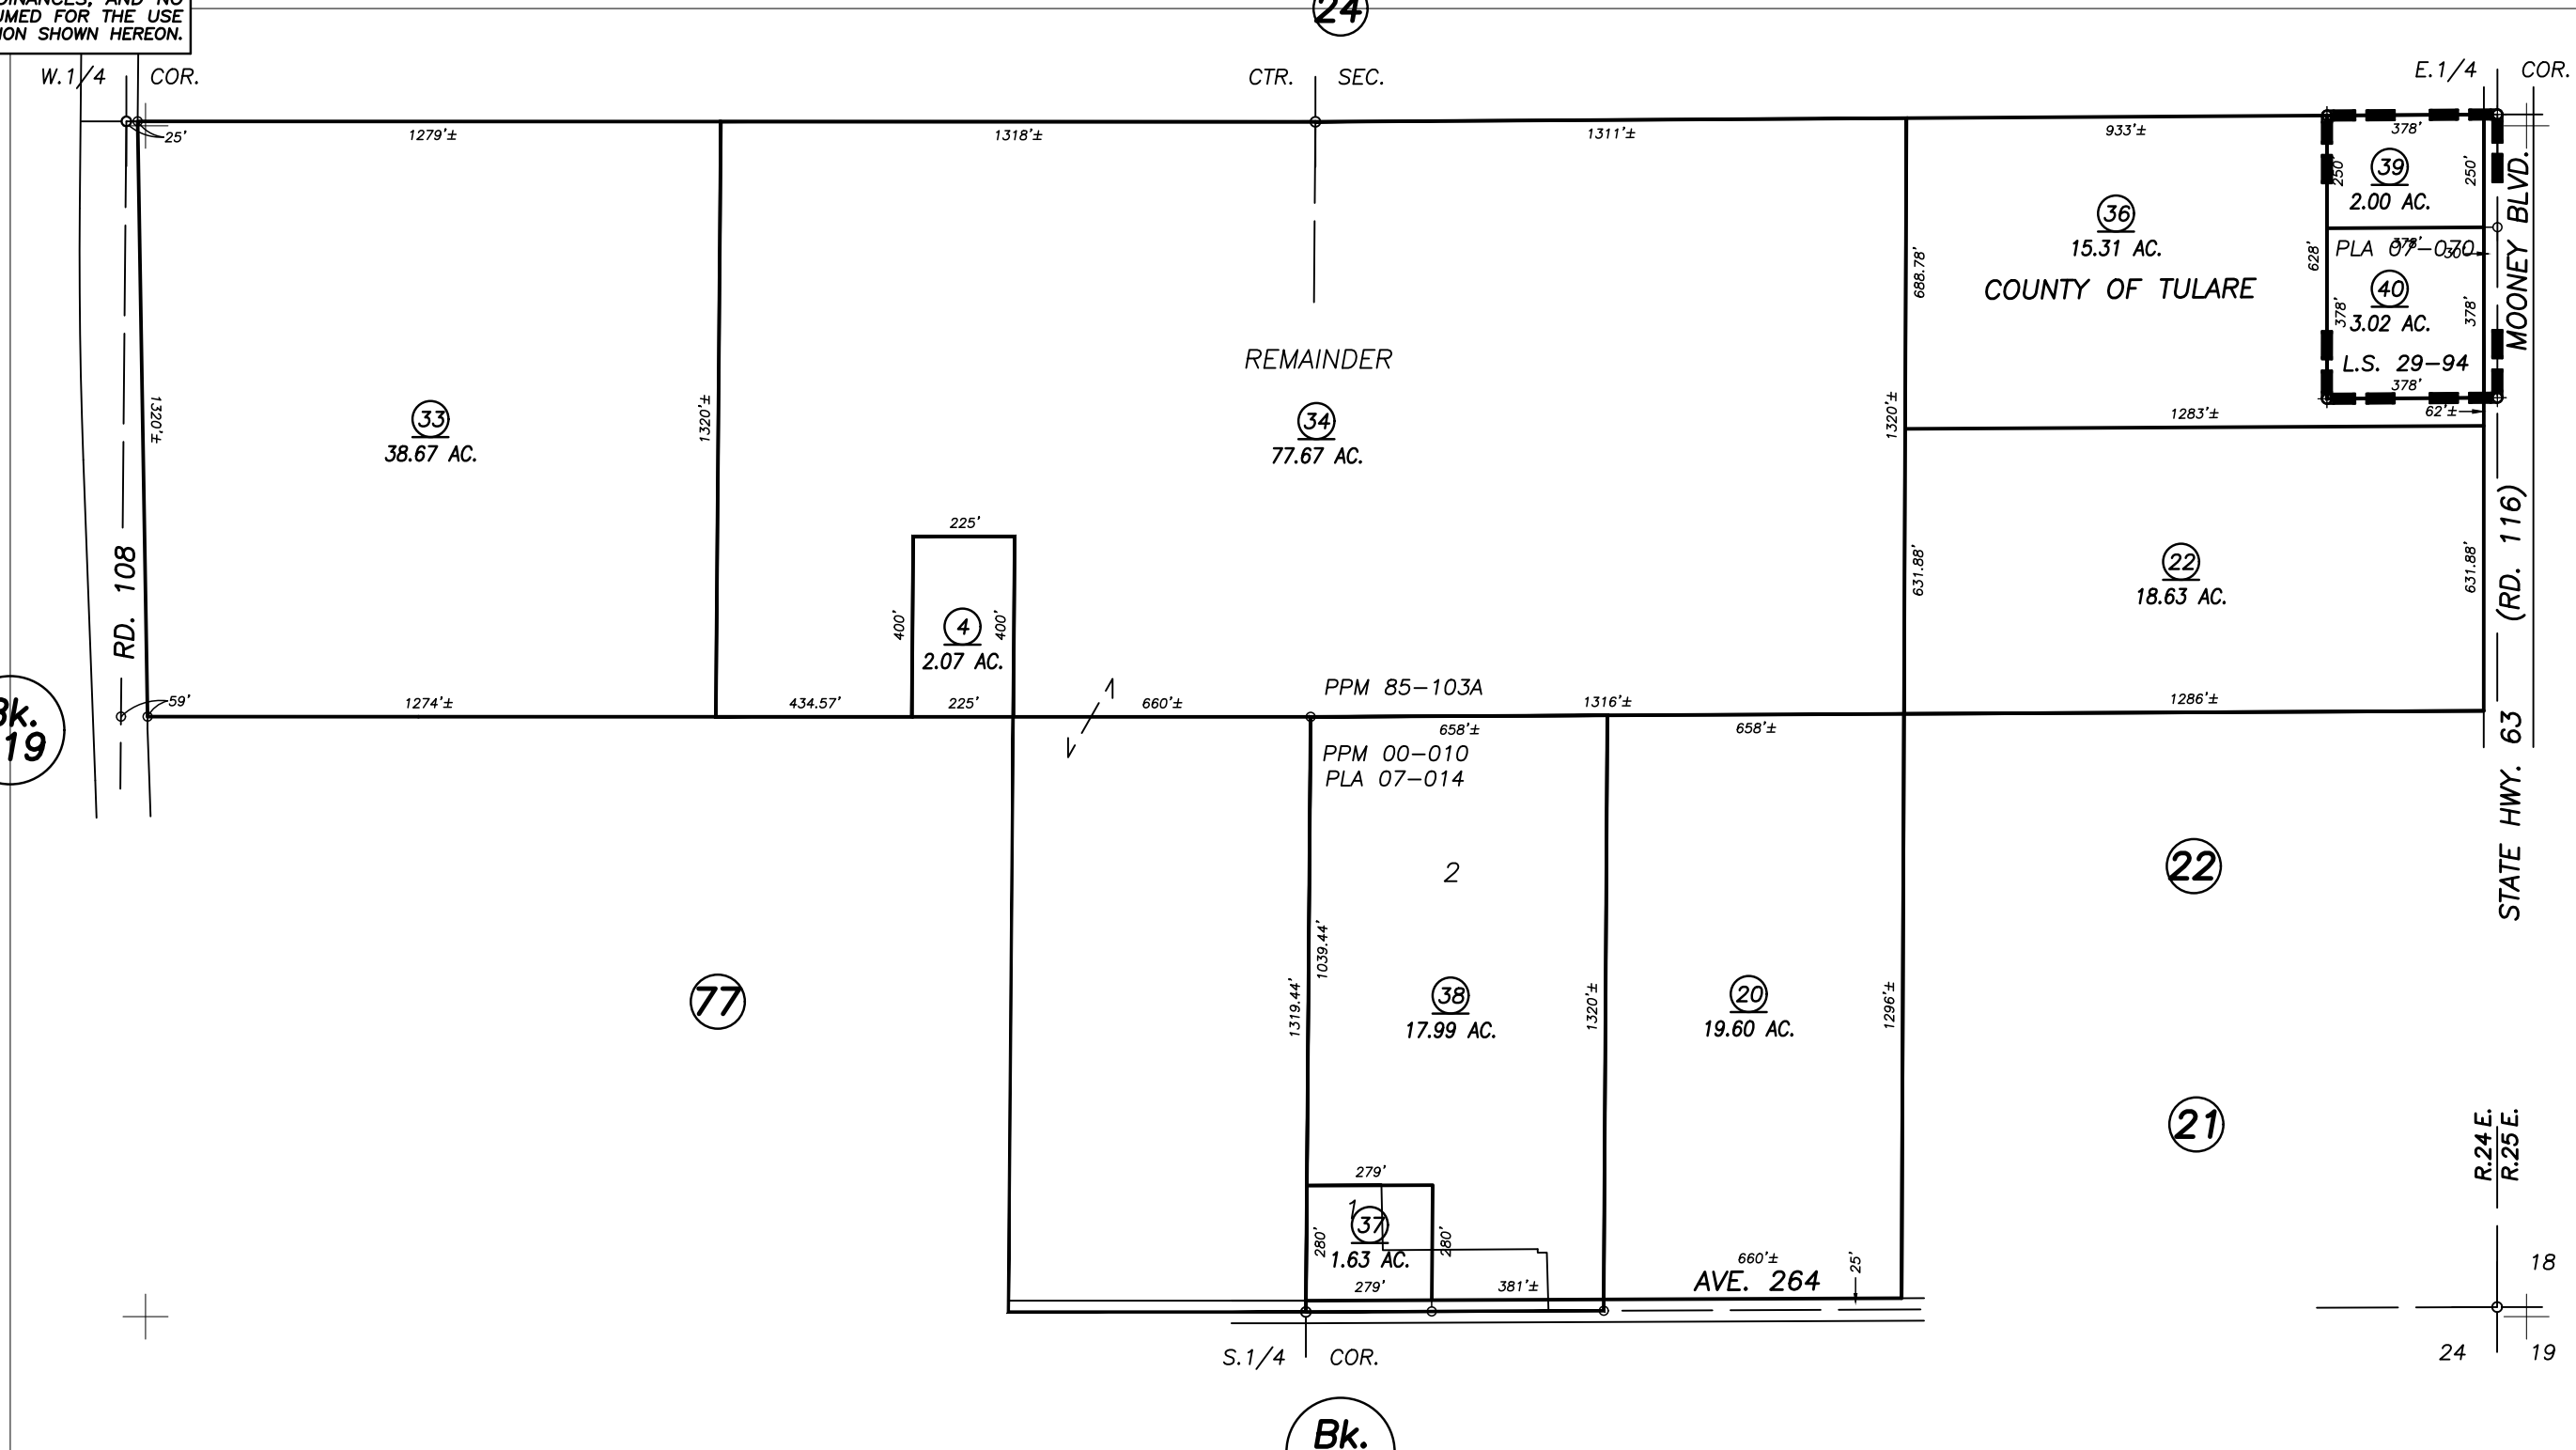 AND NO
UMED FOR THE USE
ION SHOWN HEREON.
24
W.1/4 COR.
CTR. SEC.
E.1/4 COR.
25'
1279'±
1318'±
1311'±
933'±
378'
39
2.00 AC.
250'
250'
36
15.31 AC.
COUNTY OF TULARE
688.78'
628'
378'
PLA 07-070
30'
40
3.02 AC.
378'
378'
L.S. 29-94
378'
MOONEY BLVD.
REMAINDER
33
38.67 AC.
1320'±
1320'±
34
77.67 AC.
1320'±
1283'±
62'±
225'
400'
4
400'
2.07 AC.
RD. 108
631.88'
22
18.63 AC.
631.88'
(RD. 116)
59'
1274'±
434.57'
225'
1
660'±
PPM 85-103A
1316'±
1286'±
658'±
658'±
PPM 00-010
PLA 07-014
Bk.
19
STATE HWY. 63
2
22
77
1039.44'
1319.44'
38
17.99 AC.
1320'±
20
19.60 AC.
1296'±
21
R.24 E.
R.25 E.
279'
1
37
1.63 AC.
280'
280'
279'
381'±
660'±
AVE. 264
25'
18
S.1/4 COR.
24
19
Bk.